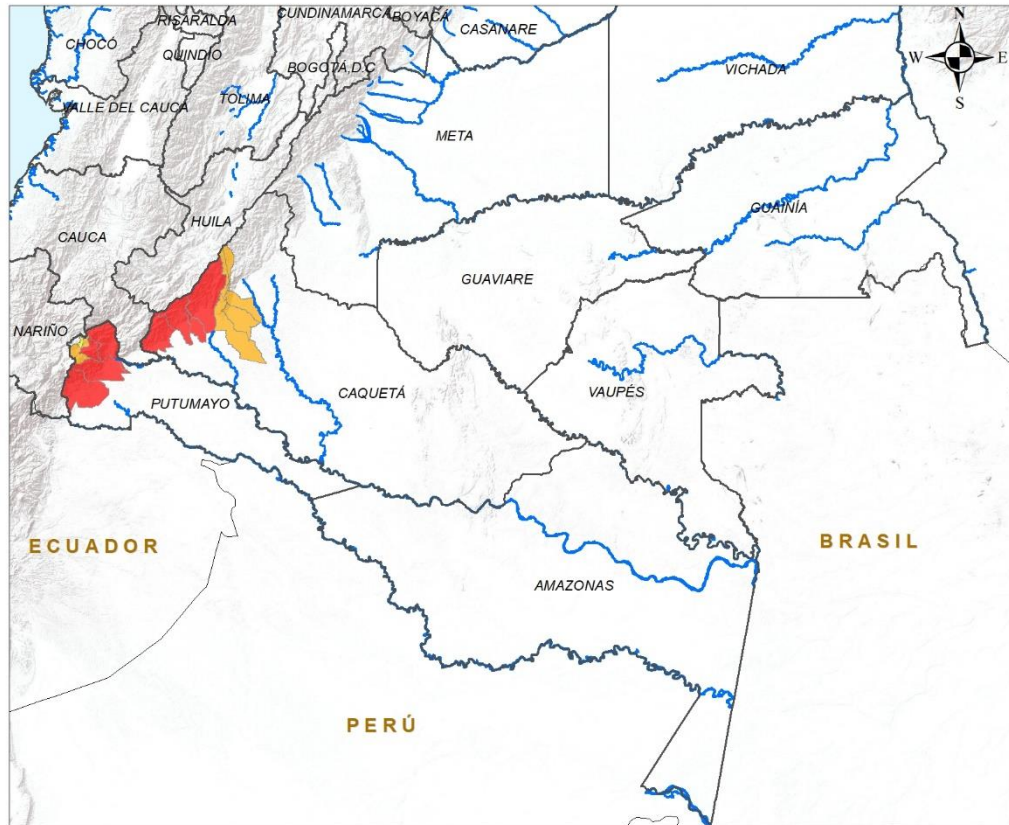 RISARALDA
CUNDINAMARCA
BOYACÁ
CASANARE
N
CHOCÓ
QUINDÍO
BOGOTÁ D.C
W
E
VICHADA
TOLIMA
VALLE DEL CAUCA
S
META
GUAINÍA
HUILA
CAUCA
GUAVIARE
NARIÑO
CAQUETÁ
VAUPÉS
PUTUMAYO
ECUADOR
BRASIL
AMAZONAS
PERÚ